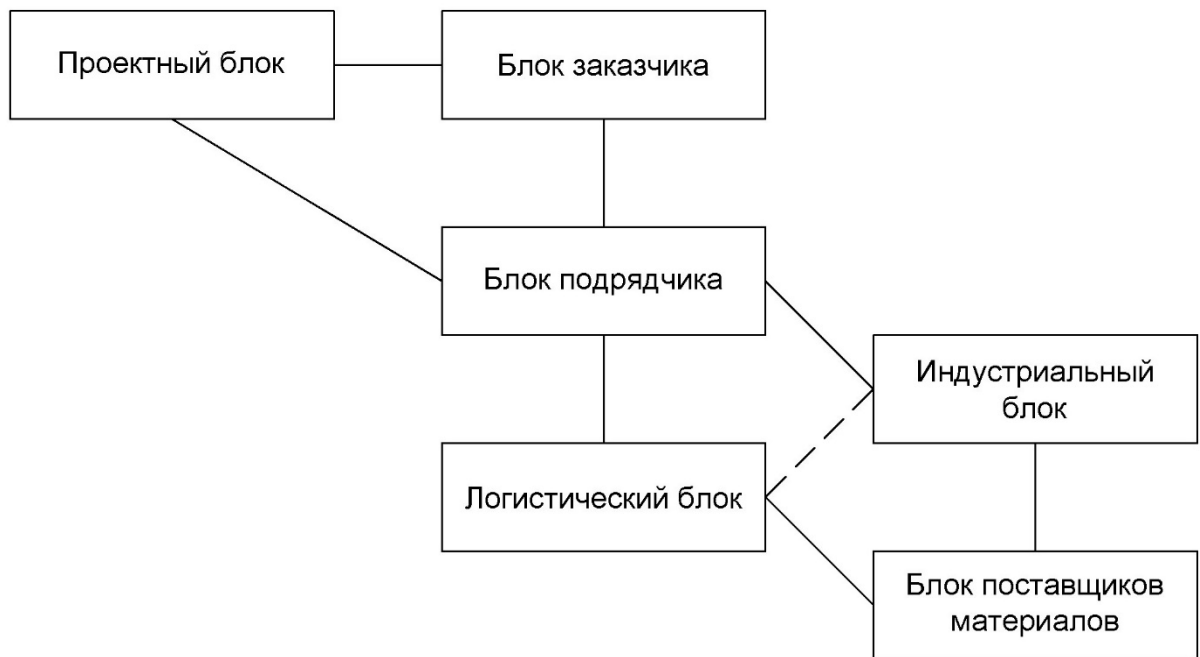 Проектный блок
Блок заказчика
Блок подрядчика
Индустриальный
блок
Логистический блок
Блок поставщиков
материалов